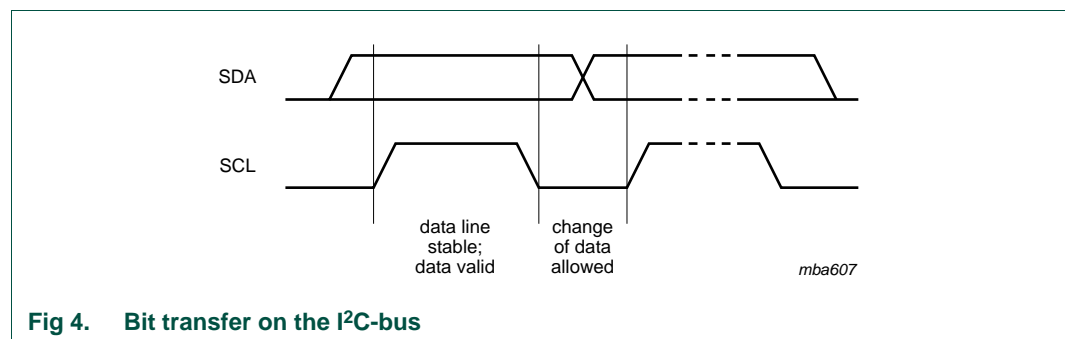 SDA
SCL
data line
stable;
data valid
change
of data
allowed
mba607
Fig 4. Bit transfer on the I²C-bus